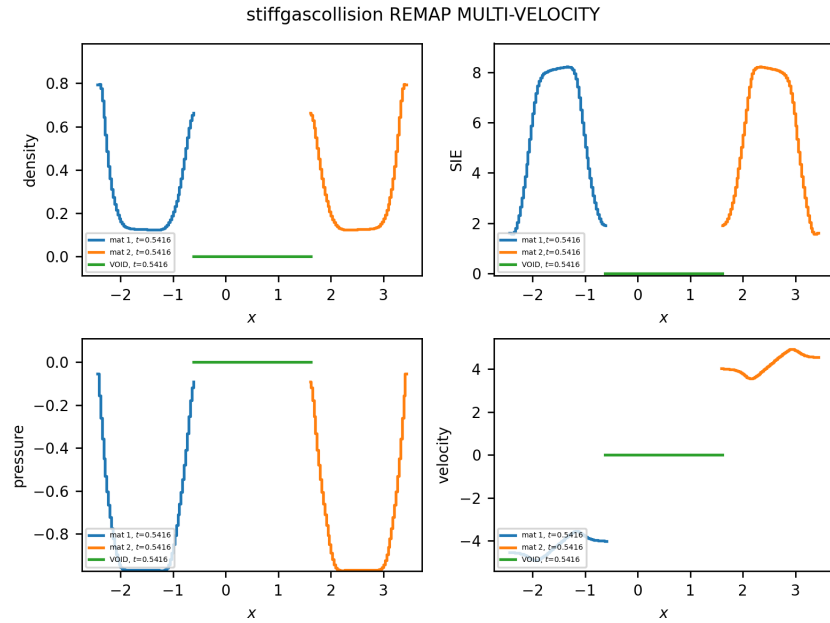 stiffgascollision REMAP MULTI-VELOCITY
density
0.8
0.6
0.4
0.2
0.0
mat 1, t=0.5416
mat 2, t=0.5416
VOID, t=0.5416
−2 −1 0 1 2 3
x
SIE
8
6
4
2
0
mat 1, t=0.5416
mat 2, t=0.5416
VOID, t=0.5416
−2 −1 0 1 2 3
x
pressure
0.0
−0.2
−0.4
−0.6
−0.8
mat 1, t=0.5416
mat 2, t=0.5416
VOID, t=0.5416
−2 −1 0 1 2 3
x
velocity
4
2
0
−2
−4
mat 1, t=0.5416
mat 2, t=0.5416
VOID, t=0.5416
−2 −1 0 1 2 3
x